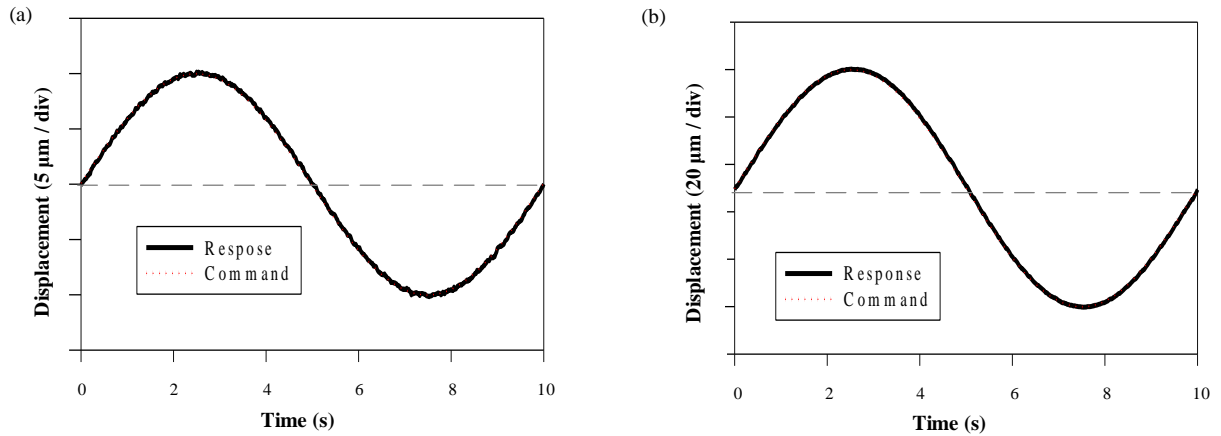 (a)
Displacement (5 μm / div)
Respose
Command
0 2 4 6 8 10
Time (s)
(b)
Displacement (20 μm / div)
Response
Command
0 2 4 6 8 10
Time (s)